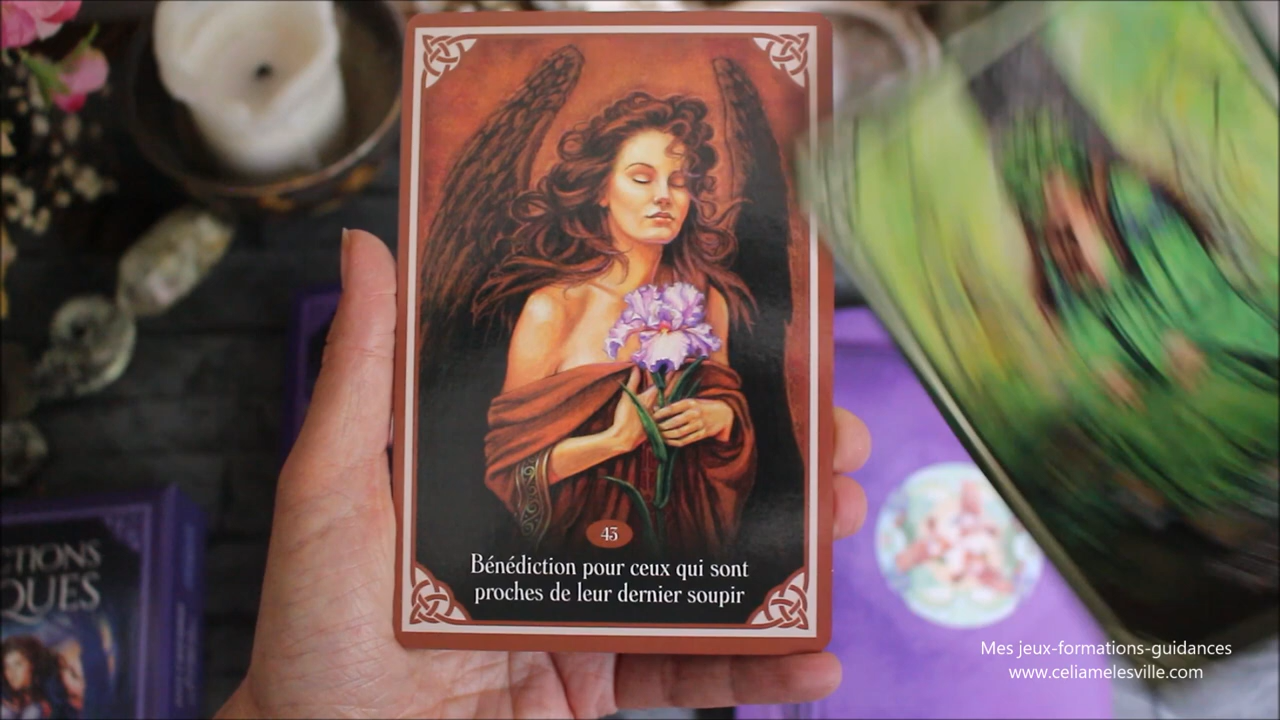 43
Bénédiction pour ceux qui sont
proches de leur dernier soupir
CTIONS
QUES
Mes jeux-formations-guidances
www.celiamelesville.com